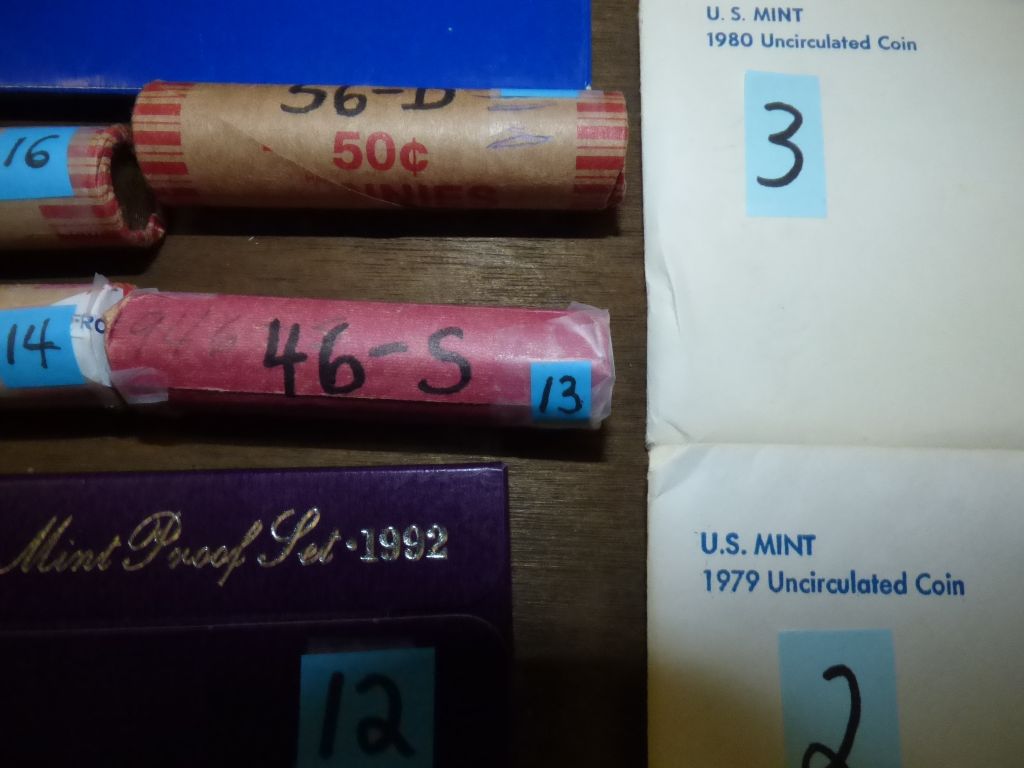 U. S. MINT
1980 Uncirculated Coin
3
56-D
50¢
16
14
1946
46-S
13
Mint Proof Set · 1992
12
U.S. MINT
1979 Uncirculated Coin
2